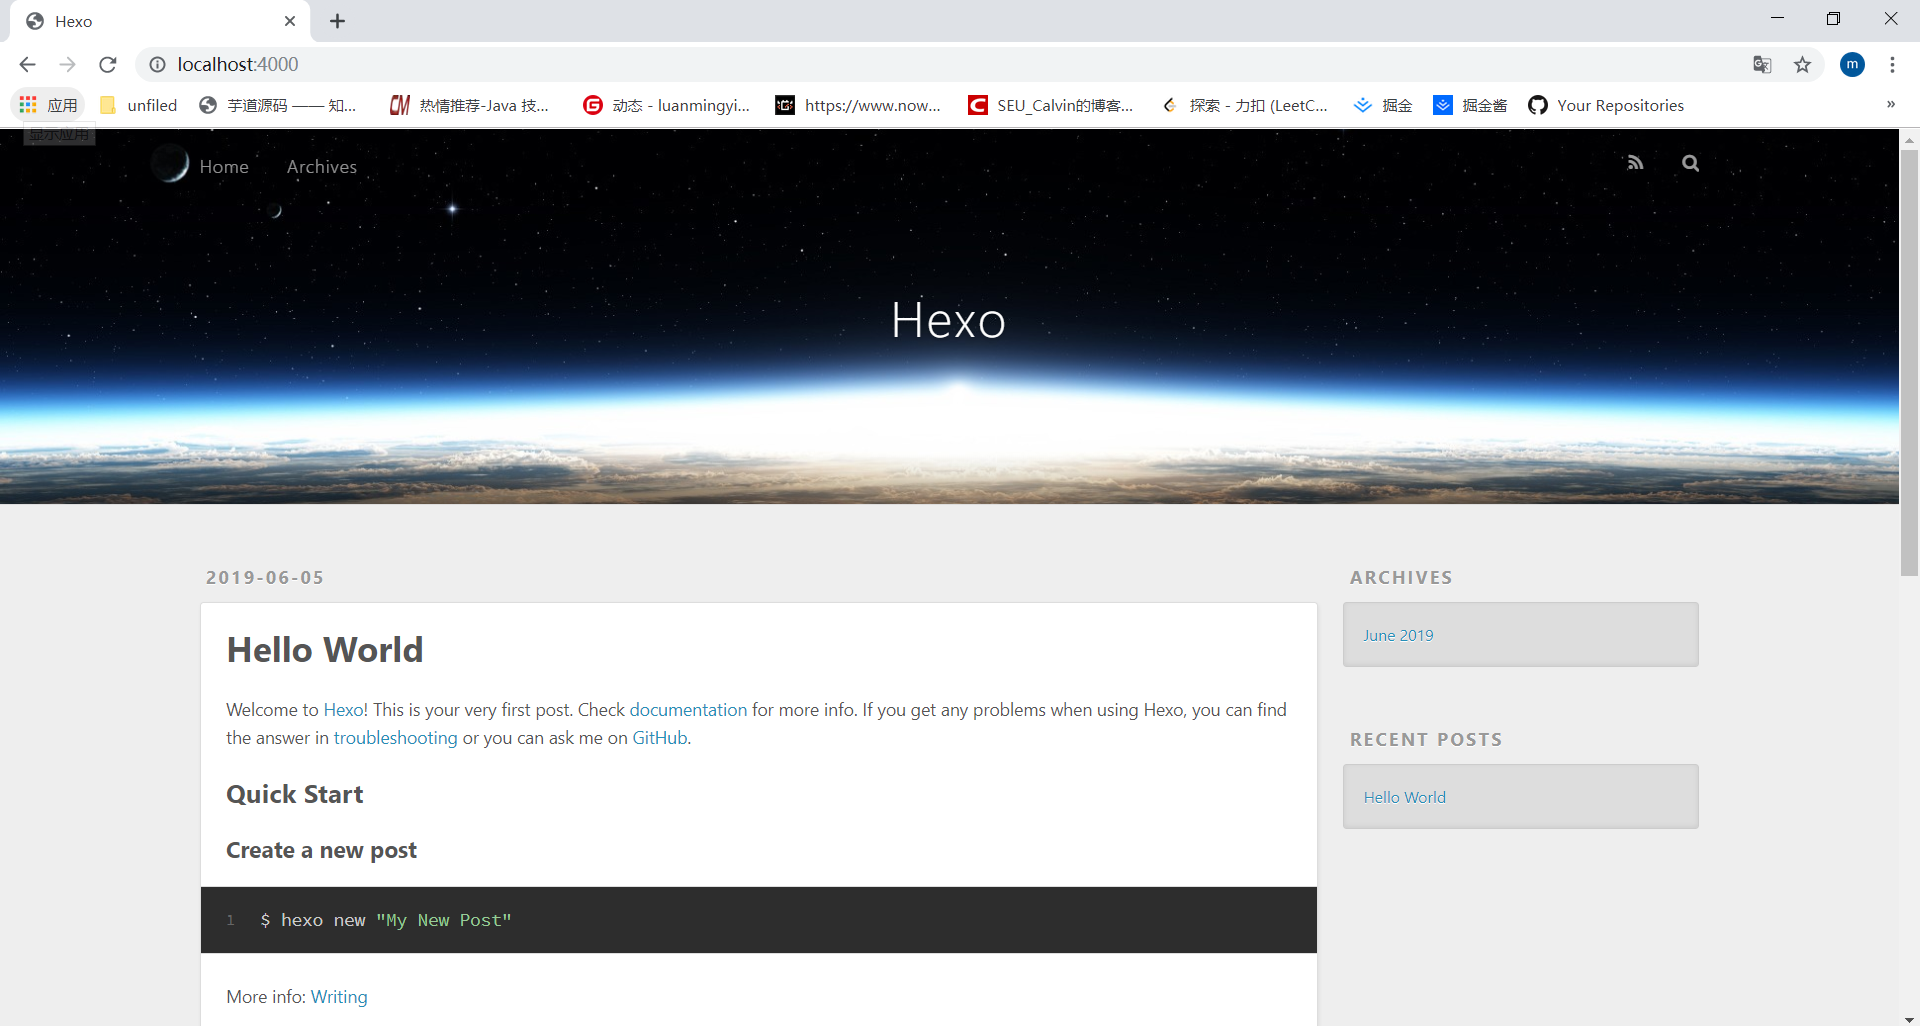 Hexo
localhost:4000
m
应用
unfiled
芋道源码 —— 知...
CM 热情推荐-Java 技...
G 动态 - luanmingyi...
https://www.now...
C SEU_Calvin的博客...
探索 - 力扣 (LeetC...
掘金
掘金酱
Your Repositories
»
显示应用
Home
Archives
Hexo
2019-06-05
Hello World
Welcome to Hexo! This is your very first post. Check documentation for more info. If you get any problems when using Hexo, you can find
the answer in troubleshooting or you can ask me on GitHub.
Quick Start
Create a new post
1 $ hexo new "My New Post"
More info: Writing
ARCHIVES
June 2019
RECENT POSTS
Hello World